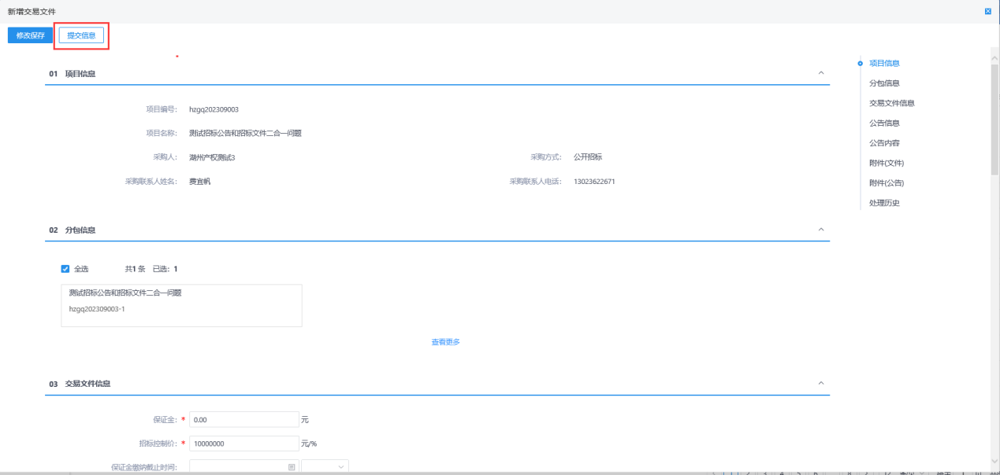 新增交易文件
修改保存 提交信息
01 项目信息
项目编号: hzgq202309003
项目名称: 测试招标公告和招标文件二合一问题
采购人: 湖州产权测试3 采购方式: 公开招标
采购联系人姓名: 费宜帆 采购联系人电话: 13023622671
02 分包信息
全选 共1 条 已选: 1
测试招标公告和招标文件二合一问题
hzgq202309003-1
查看更多
03 交易文件信息
保证金: * 0.00 元
招标控制价: * 10000000 元/%
保证金缴纳截止时间:
项目信息
分包信息
交易文件信息
公告信息
公告内容
附件(文件)
附件(公告)
处理历史